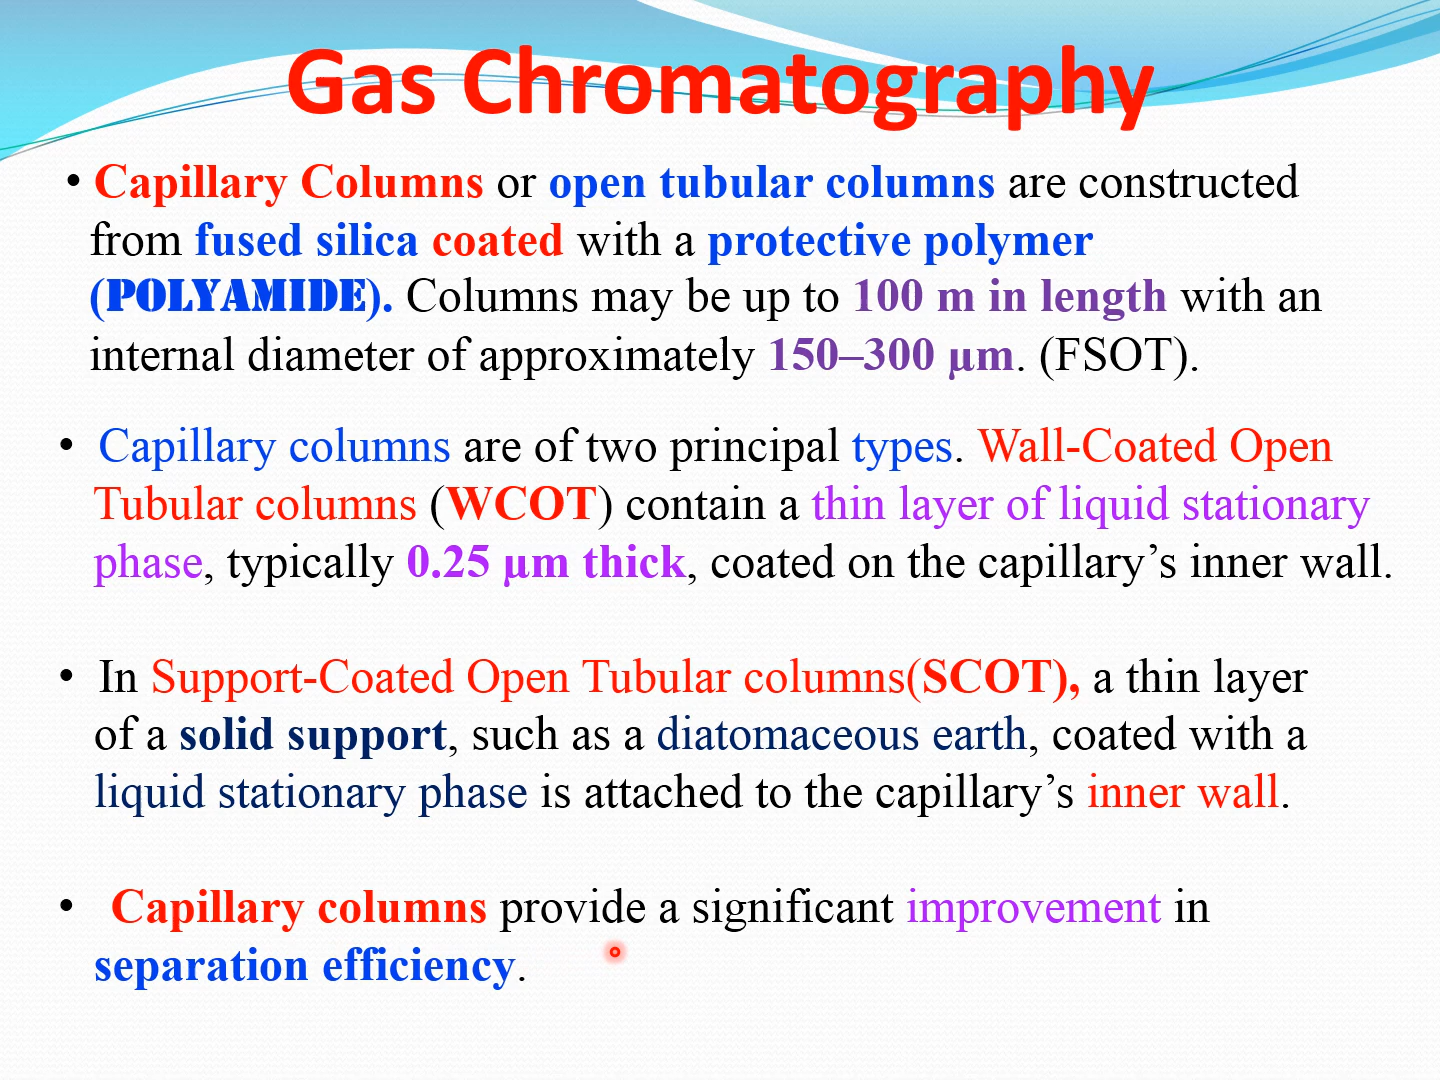 Gas Chromatography
• Capillary Columns or open tubular columns are constructed
from fused silica coated with a protective polymer
(POLYAMIDE). Columns may be up to 100 m in length with an
internal diameter of approximately 150–300 μm. (FSOT).
• Capillary columns are of two principal types. Wall-Coated Open
Tubular columns (WCOT) contain a thin layer of liquid stationary
phase, typically 0.25 μm thick, coated on the capillary’s inner wall.
• In Support-Coated Open Tubular columns(SCOT), a thin layer
of a solid support, such as a diatomaceous earth, coated with a
liquid stationary phase is attached to the capillary’s inner wall.
• Capillary columns provide a significant improvement in
separation efficiency.